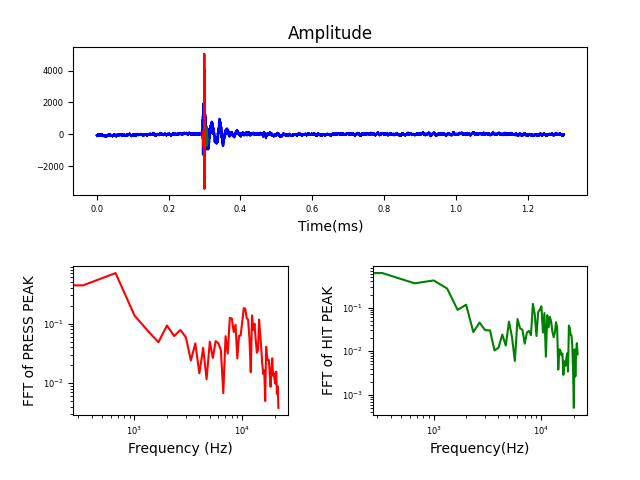 Amplitude
4000
2000
0
−2000
0.0 0.2 0.4 0.6 0.8 1.0 1.2
Time(ms)
FFT of PRESS PEAK
10⁻¹
10⁻²
10³ 10⁴
Frequency (Hz)
FFT of HIT PEAK
10⁻¹
10⁻²
10⁻³
10³ 10⁴
Frequency(Hz)